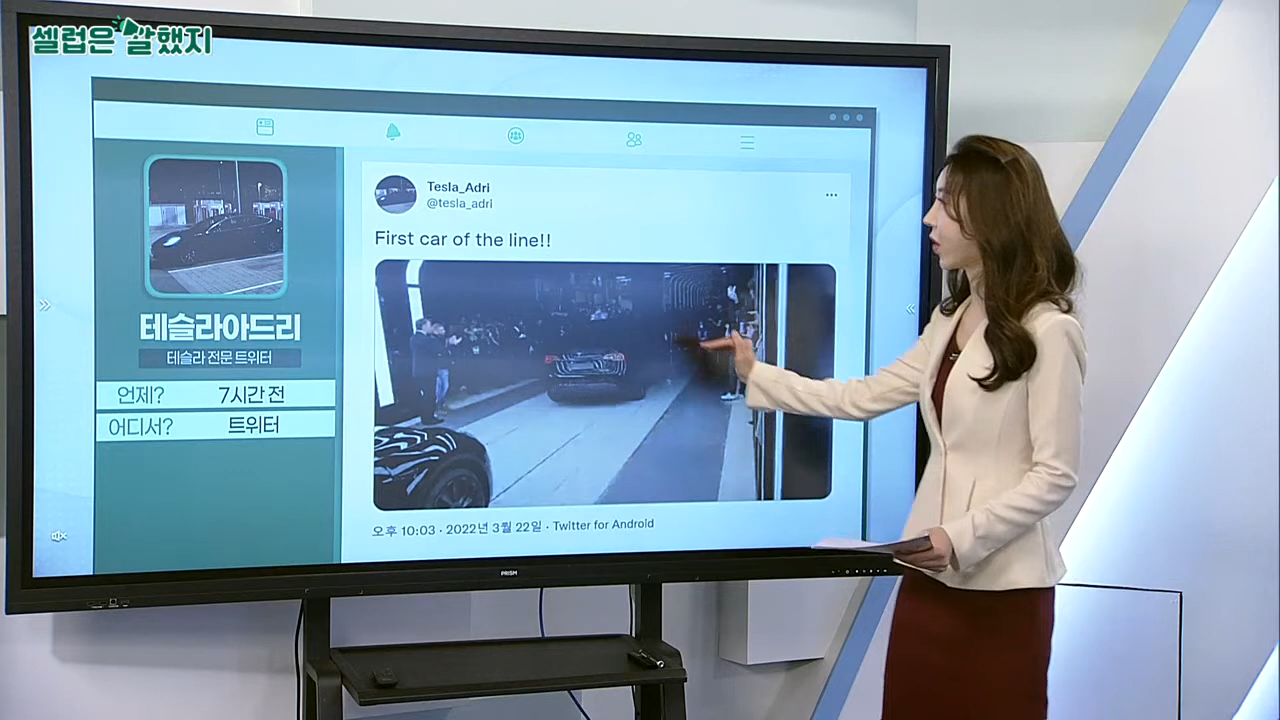 셀럽은 말했지
Tesla_Adri
@tesla_adri
First car of the line!!
테슬라아드리
테슬라 전문 트위터
언제? 7시간 전
어디서? 트위터
오후 10:03 · 2022년 3월 22일 · Twitter for Android
PRISM